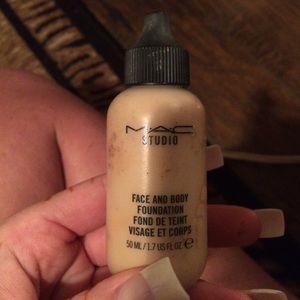 MAC
STUDIO
FACE AND BODY
FOUNDATION
FOND DE TEINT
VISAGE ET CORPS
50 ML / 1.7 US FL OZ e